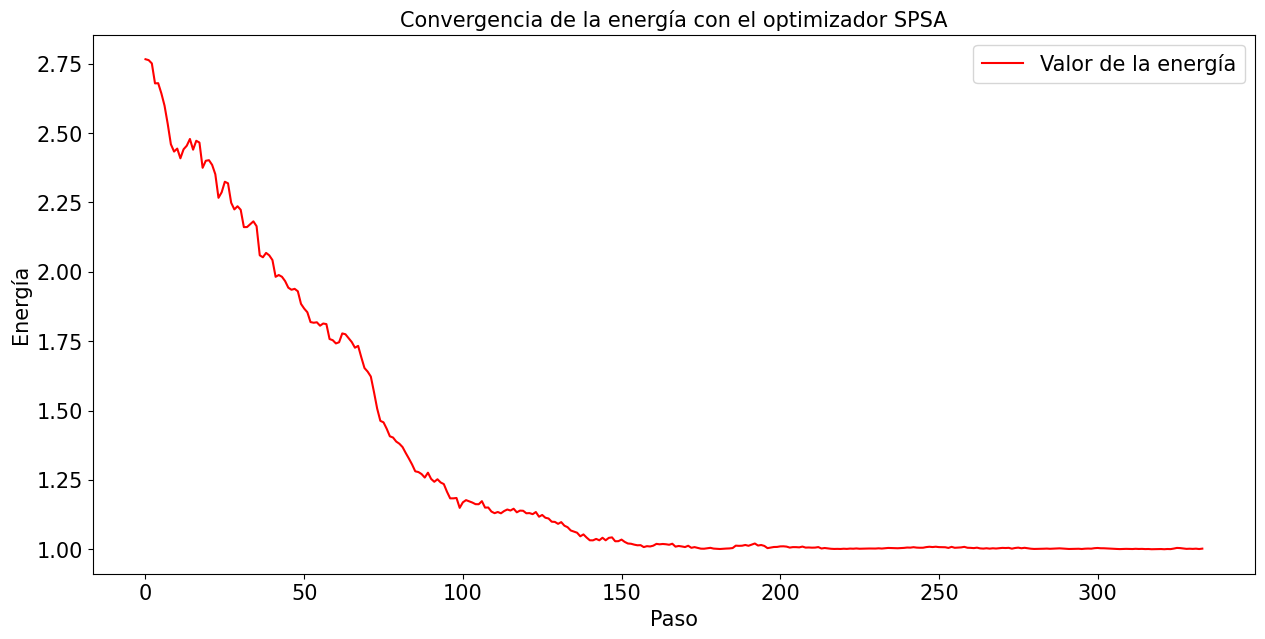 Convergencia de la energía con el optimizador SPSA
Valor de la energía
Energía
2.75
2.50
2.25
2.00
1.75
1.50
1.25
1.00
0 50 100 150 200 250 300
Paso